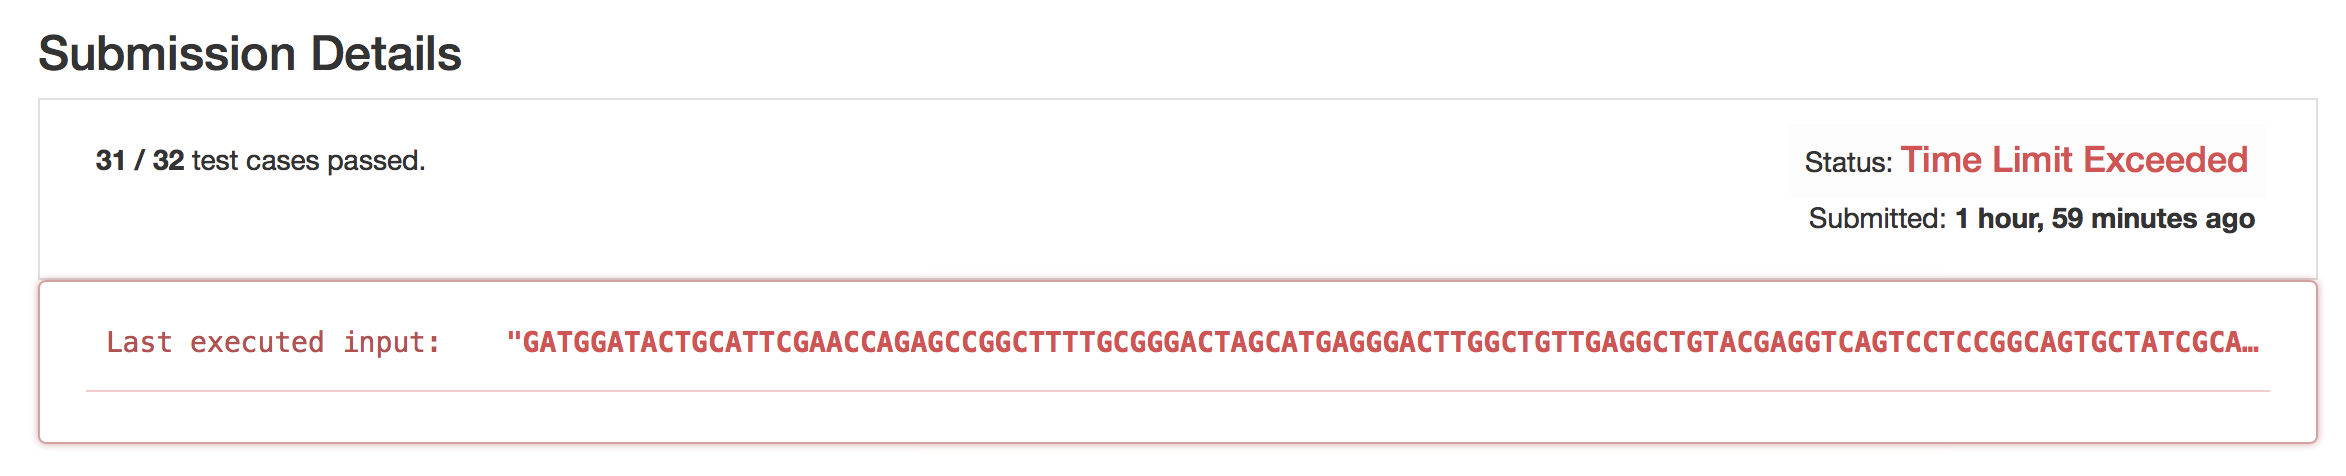 Submission Details
31 / 32 test cases passed.
Status: Time Limit Exceeded
Submitted: 1 hour, 59 minutes ago
Last executed input: "GATGGATACTGCATTCGAACCAGAGCCGGCTTTTGCGGGACTAGCATGAGGGACTTGGCTGTTGAGGCTGTACGAGGTCAGTCCTCCGGCAGTGCTATCGCA…